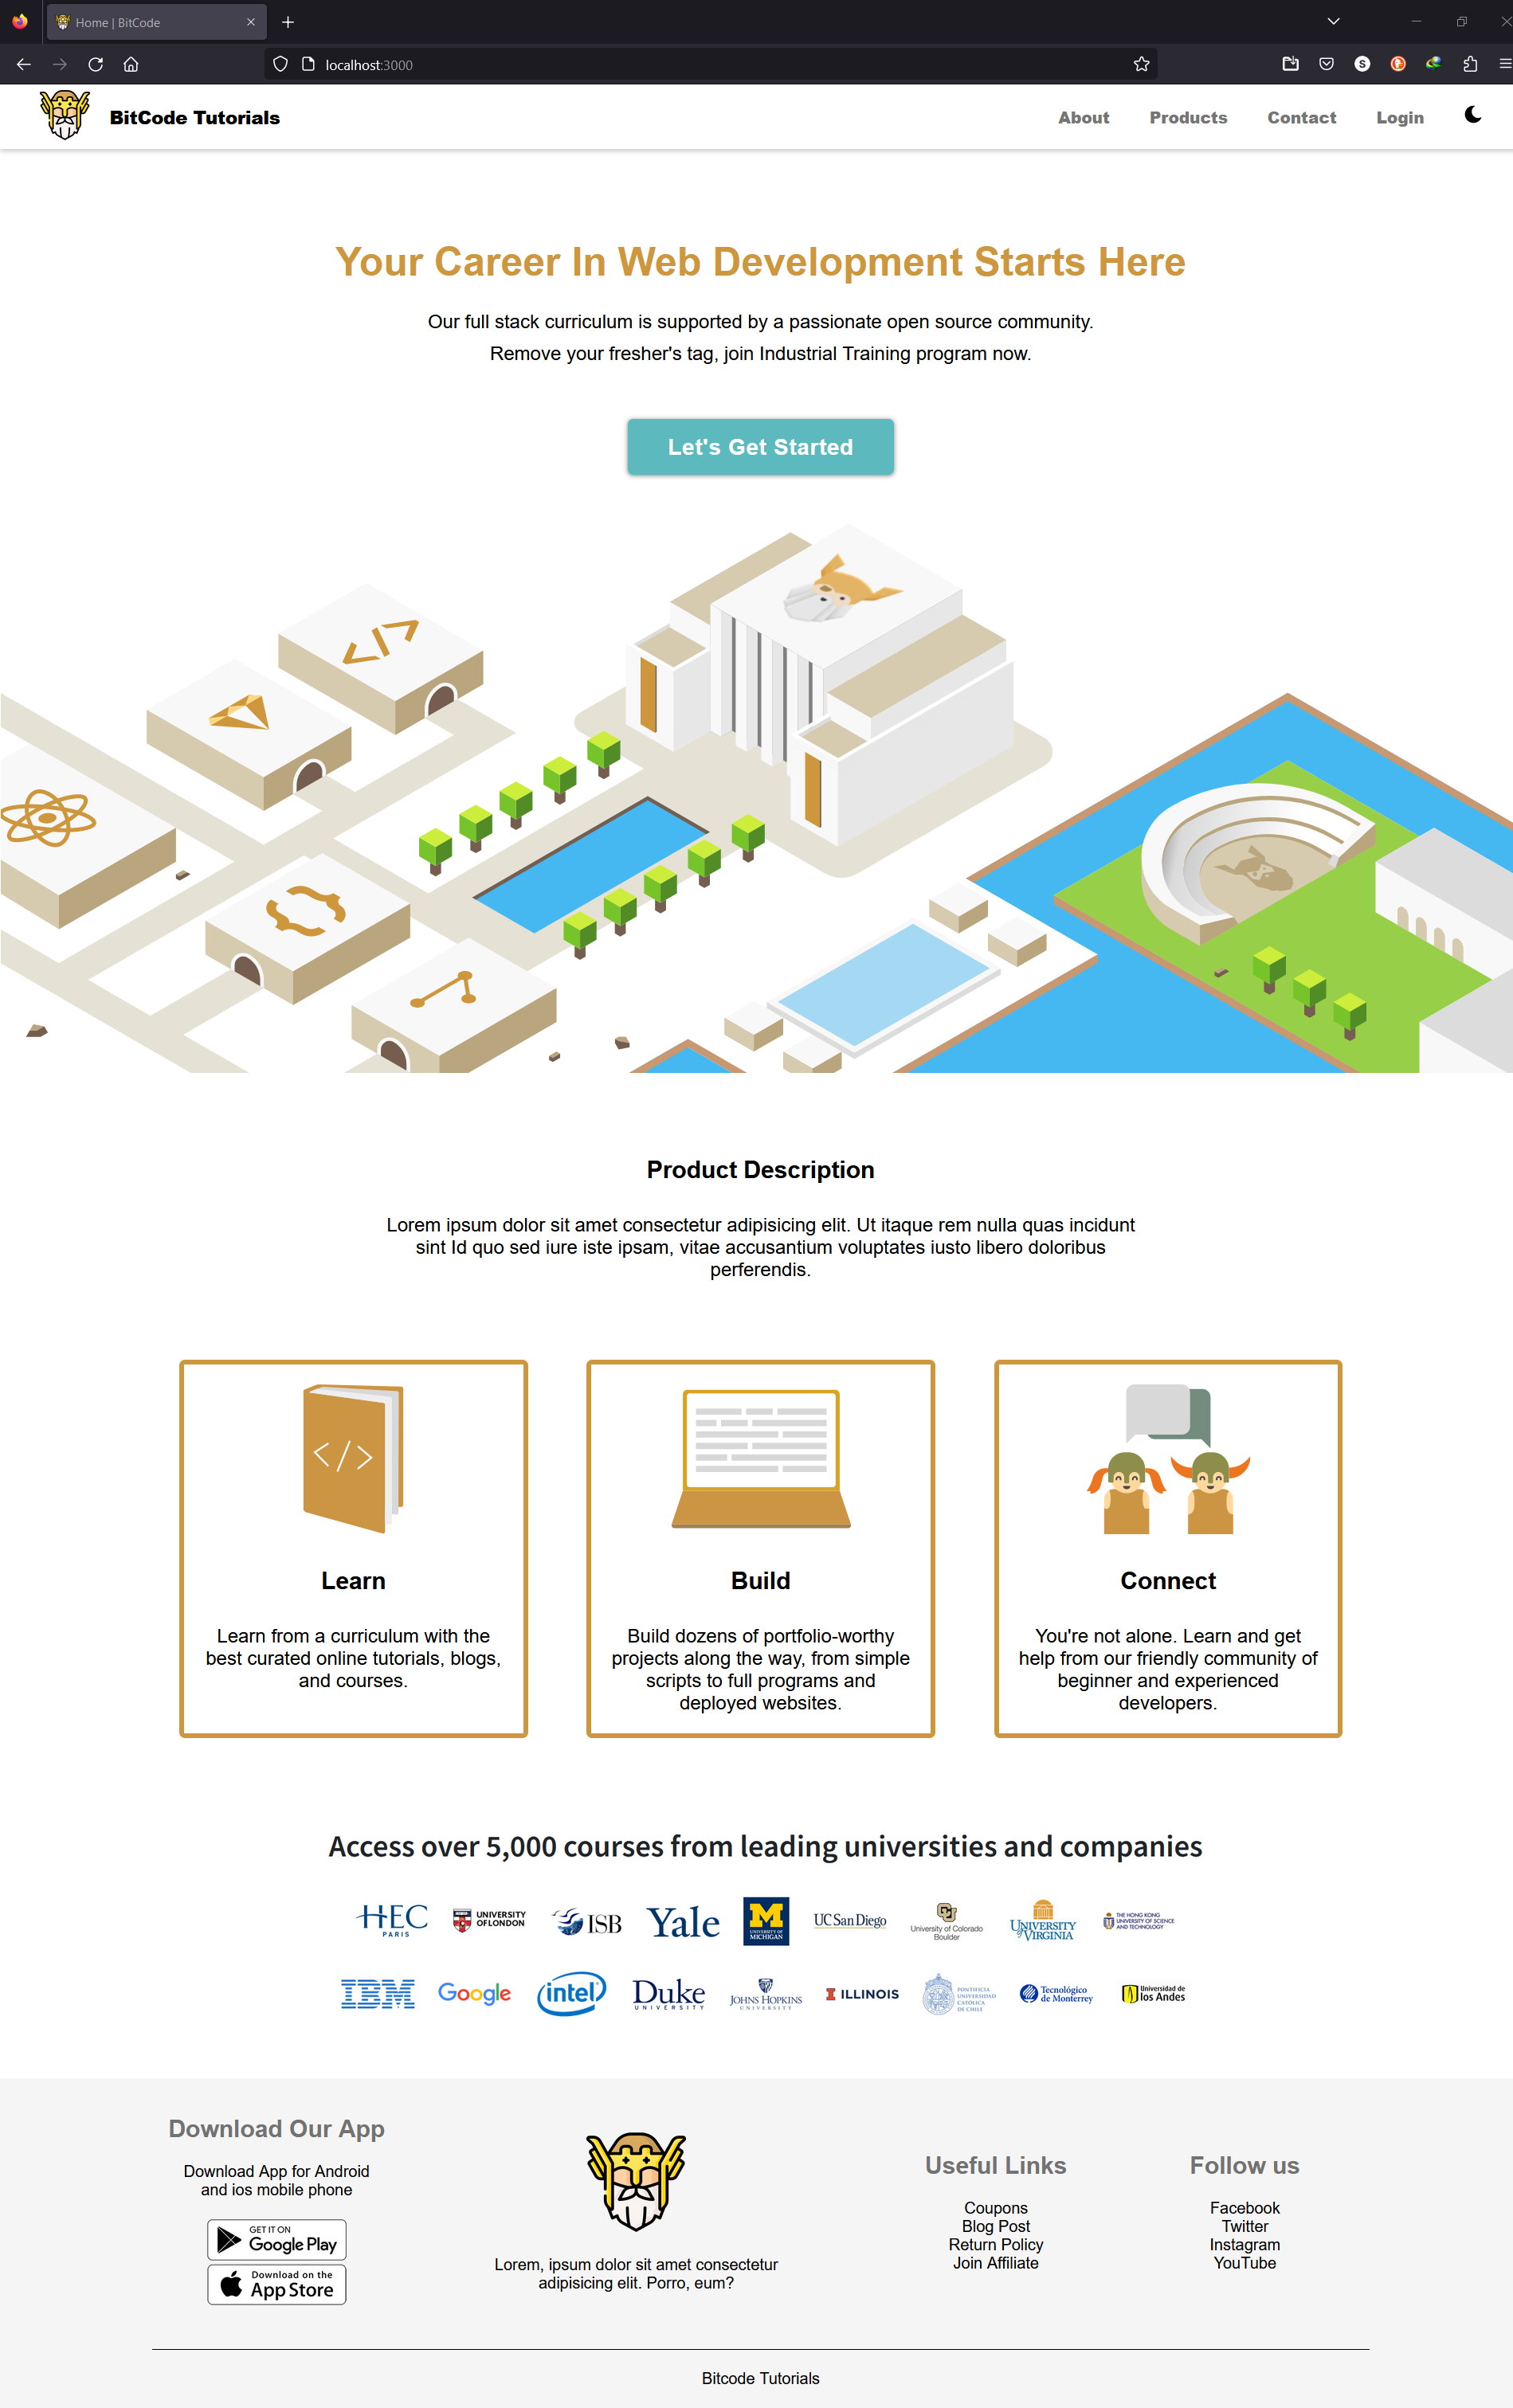 Home | BitCode
localhost:3000
BitCode Tutorials
About
Products
Contact
Login
Your Career In Web Development Starts Here
Our full stack curriculum is supported by a passionate open source community.
Remove your fresher's tag, join Industrial Training program now.
Let's Get Started
</>
Product Description
Lorem ipsum dolor sit amet consectetur adipisicing elit. Ut itaque rem nulla quas incidunt
sint Id quo sed iure iste ipsam, vitae accusantium voluptates iusto libero doloribus
perferendis.
</>
Learn
Learn from a curriculum with the
best curated online tutorials, blogs,
and courses.
Build
Build dozens of portfolio-worthy
projects along the way, from simple
scripts to full programs and
deployed websites.
Connect
You're not alone. Learn and get
help from our friendly community of
beginner and experienced
developers.
Access over 5,000 courses from leading universities and companies
HEC
PARIS
UNIVERSITY
OF LONDON
ISB
Yale
M
UNIVERSITY OF
MICHIGAN
UC San Diego
CU
University of Colorado
Boulder
UNIVERSITY
of VIRGINIA
THE HONG KONG
UNIVERSITY OF SCIENCE
AND TECHNOLOGY
IBM
Google
intel
Duke
UNIVERSITY
JOHNS HOPKINS
UNIVERSITY
I ILLINOIS
PONTIFICIA
UNIVERSIDAD
CATÓLICA
DE CHILE
Tecnológico
de Monterrey
Universidad de
los Andes
Download Our App
Download App for Android
and ios mobile phone
GET IT ON
Google Play
Download on the
App Store
Lorem, ipsum dolor sit amet consectetur
adipisicing elit. Porro, eum?
Useful Links
Coupons
Blog Post
Return Policy
Join Affiliate
Follow us
Facebook
Twitter
Instagram
YouTube
Bitcode Tutorials